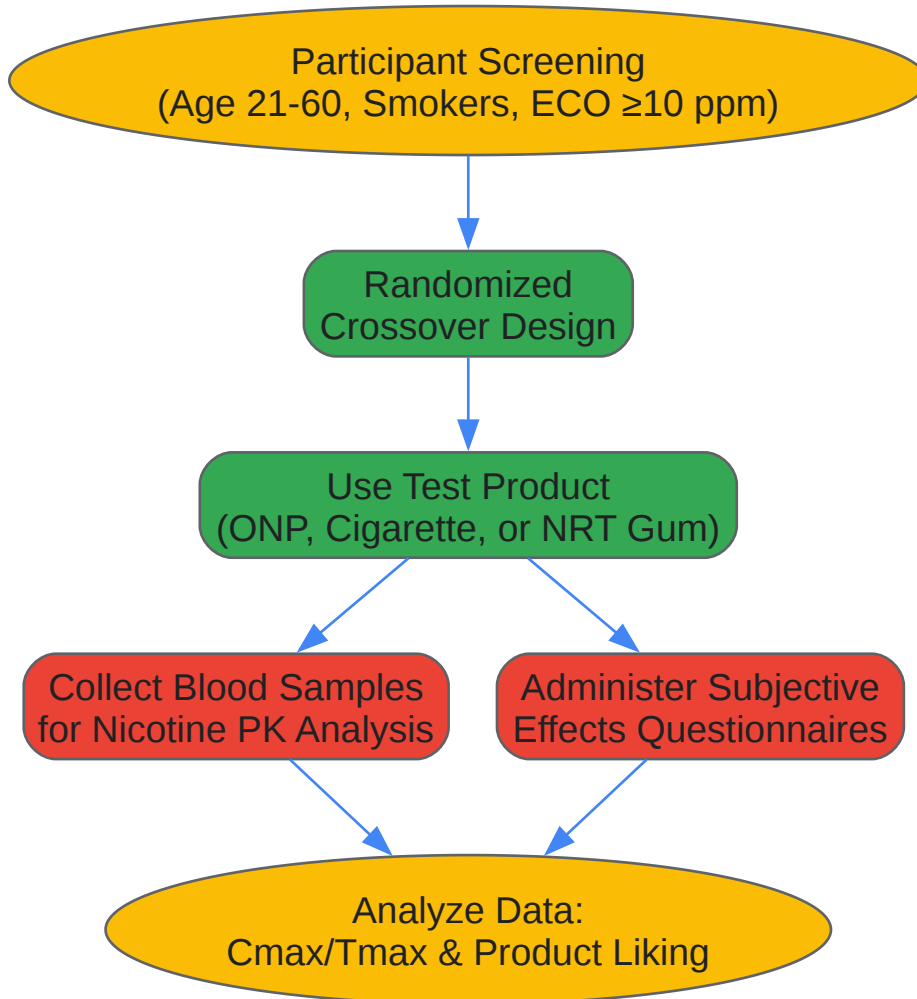 Participant Screening
(Age 21-60, Smokers, ECO ≥10 ppm)
Randomized
Crossover Design
Use Test Product
(ONP, Cigarette, or NRT Gum)
Collect Blood Samples
for Nicotine PK Analysis
Administer Subjective
Effects Questionnaires
Analyze Data:
Cmax/Tmax & Product Liking